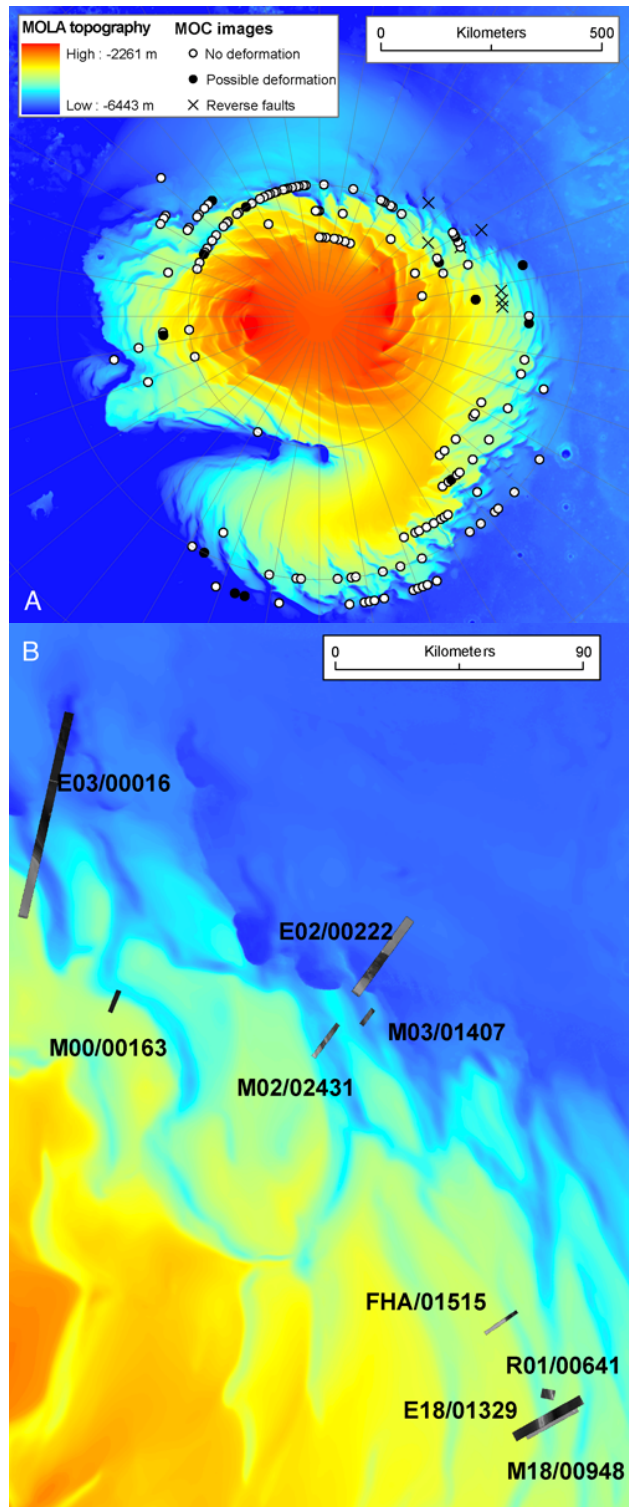 MOLA topography
High : -2261 m
Low : -6443 m
MOC images
No deformation
Possible deformation
Reverse faults
Kilometers
0 500
A
B
Kilometers
0 90
E03/00016
E02/00222
M00/00163
M03/01407
M02/02431
FHA/01515
R01/00641
E18/01329
M18/00948